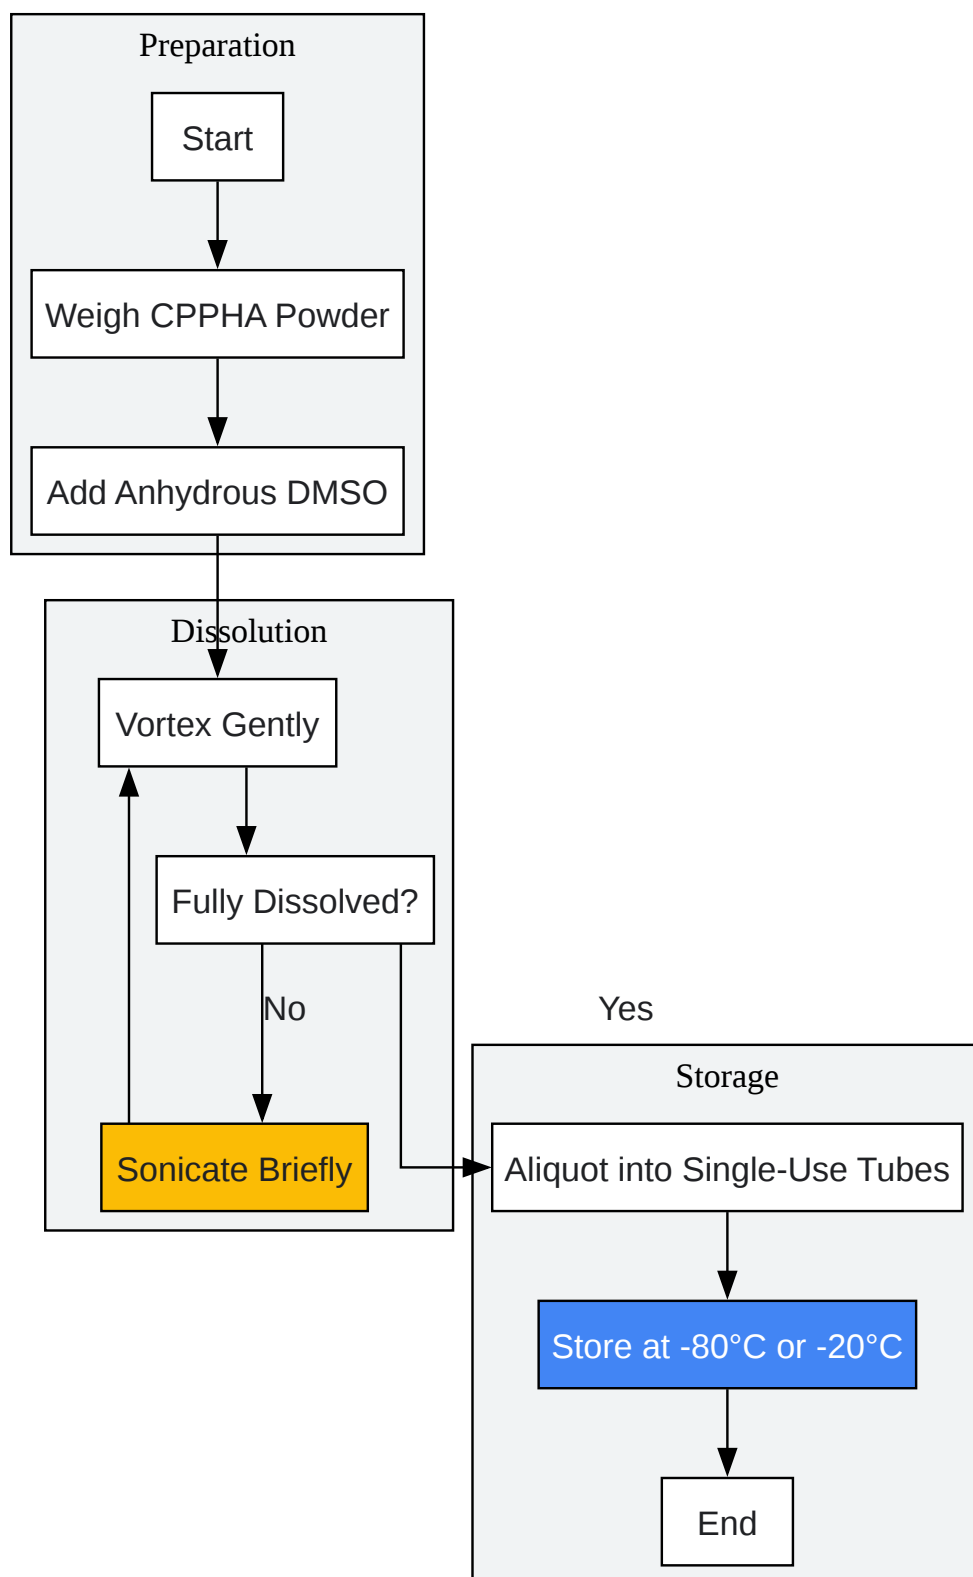 Preparation
Start
Weigh CPPHA Powder
Add Anhydrous DMSO
Dissolution
Vortex Gently
Fully Dissolved?
No
Yes
Sonicate Briefly
Storage
Aliquot into Single-Use Tubes
Store at -80°C or -20°C
End